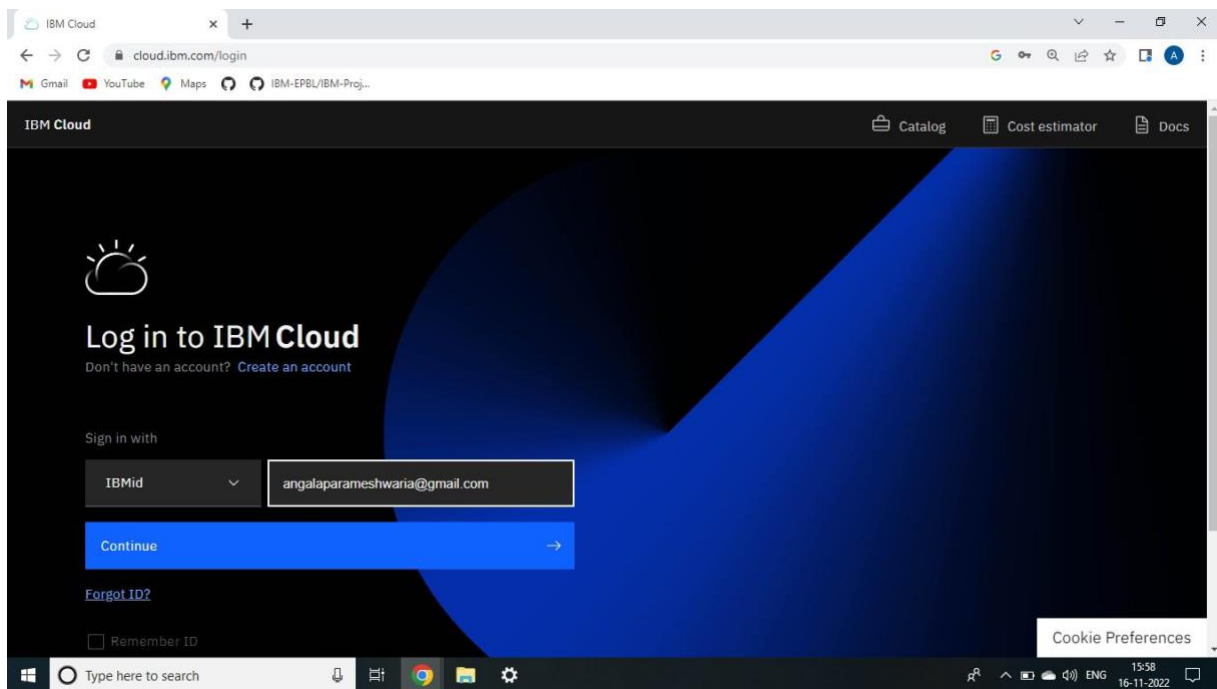 IBM Cloud
cloud.ibm.com/login
G
A
Gmail YouTube Maps IBM-EPBL/IBM-Proj...
IBM Cloud Catalog Cost estimator Docs
Log in to IBM Cloud
Don't have an account? Create an account
Sign in with
IBMid angalaparameshwaria@gmail.com
Continue
Forgot ID?
Remember ID
Cookie Preferences
Type here to search
ENG
15:58
16-11-2022